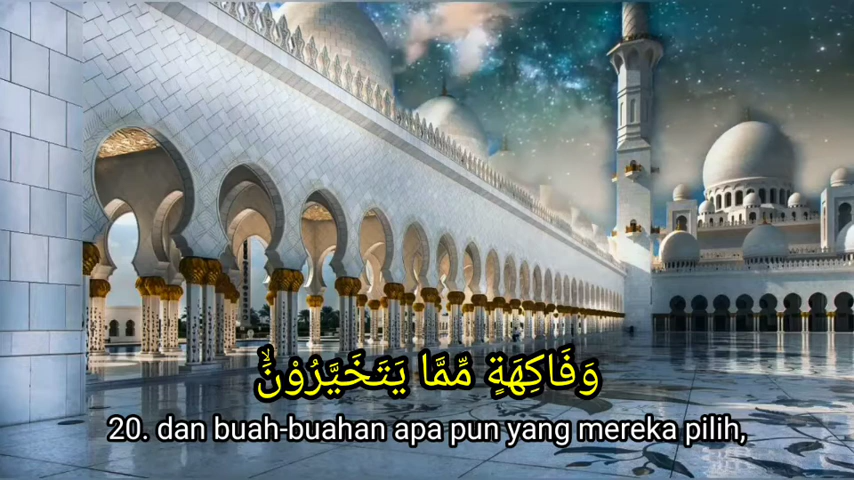 وَفَاكِهَةٍ مِّمَّا يَتَخَيَّرُوْنَۙ
20. dan buah-buahan apa pun yang mereka pilih,